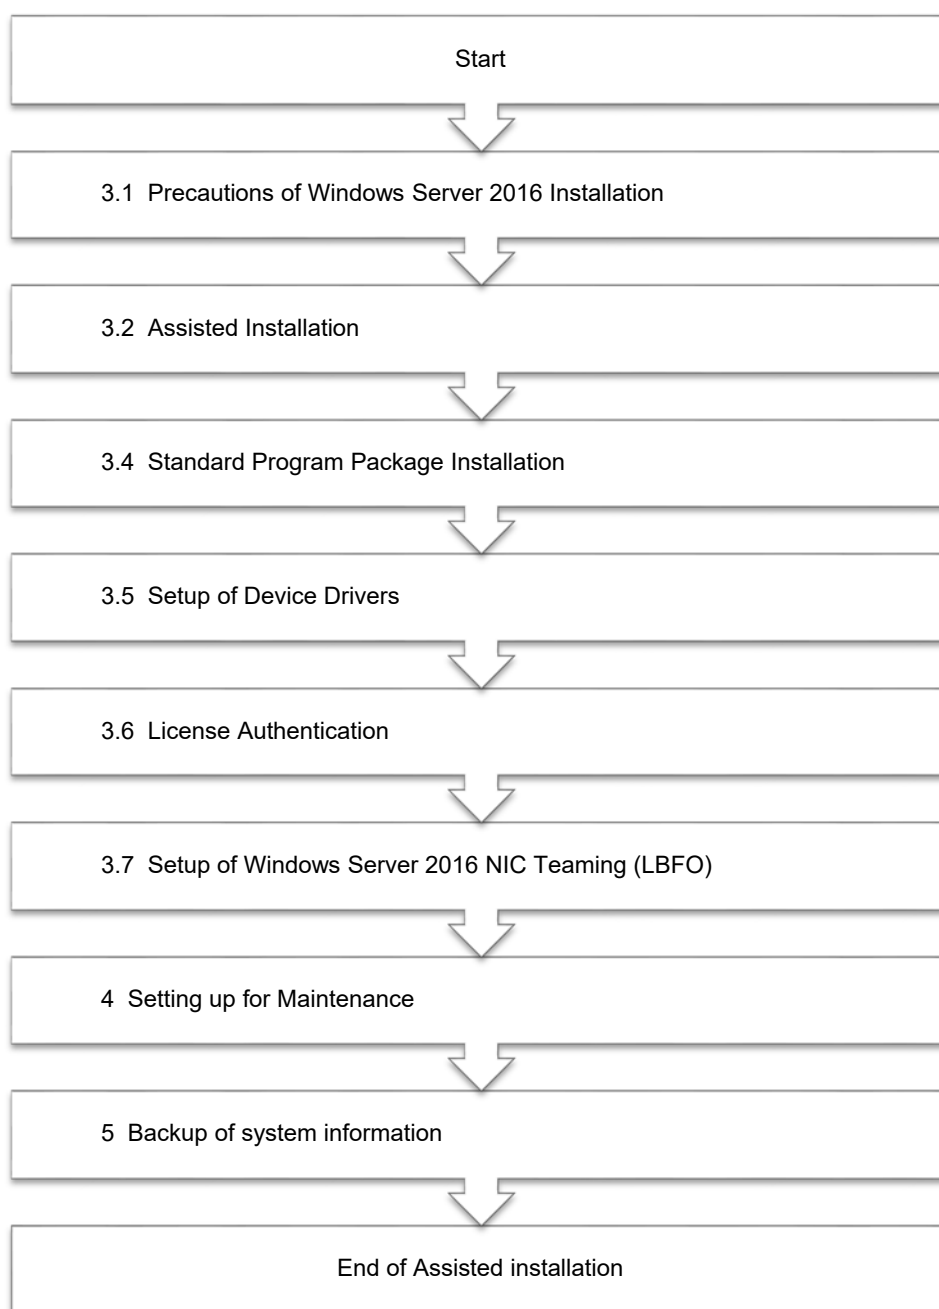 Start
3.1 Precautions of Windows Server 2016 Installation
3.2 Assisted Installation
3.4 Standard Program Package Installation
3.5 Setup of Device Drivers
3.6 License Authentication
3.7 Setup of Windows Server 2016 NIC Teaming (LBFO)
4 Setting up for Maintenance
5 Backup of system information
End of Assisted installation